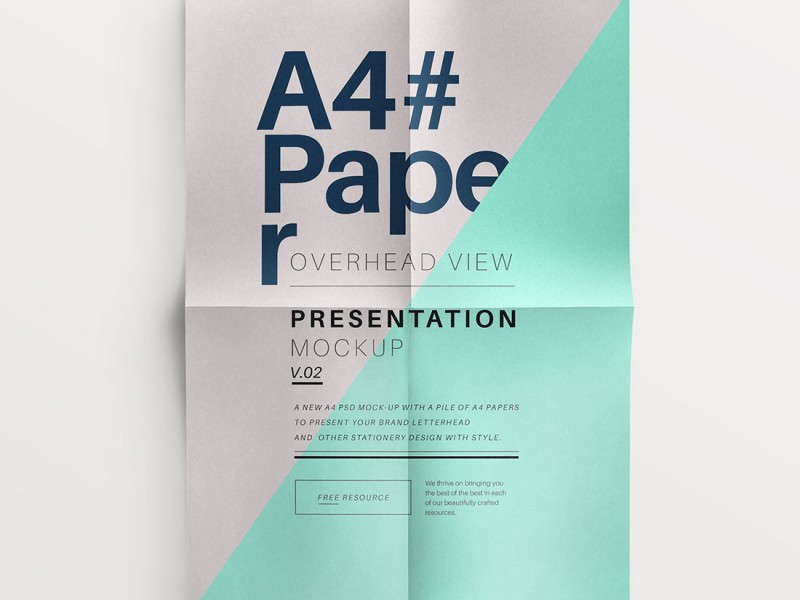 A4#
Pape
r
OVERHEAD VIEW
PRESENTATION
MOCKUP
V.02
A NEW A4 PSD MOCK-UP WITH A PILE OF A4 PAPERS
TO PRESENT YOUR BRAND LETTERHEAD
AND OTHER STATIONERY DESIGN WITH STYLE.
FREE RESOURCE
We thrive on bringing you
the best of the best in each
of our beautifully crafted
resources.